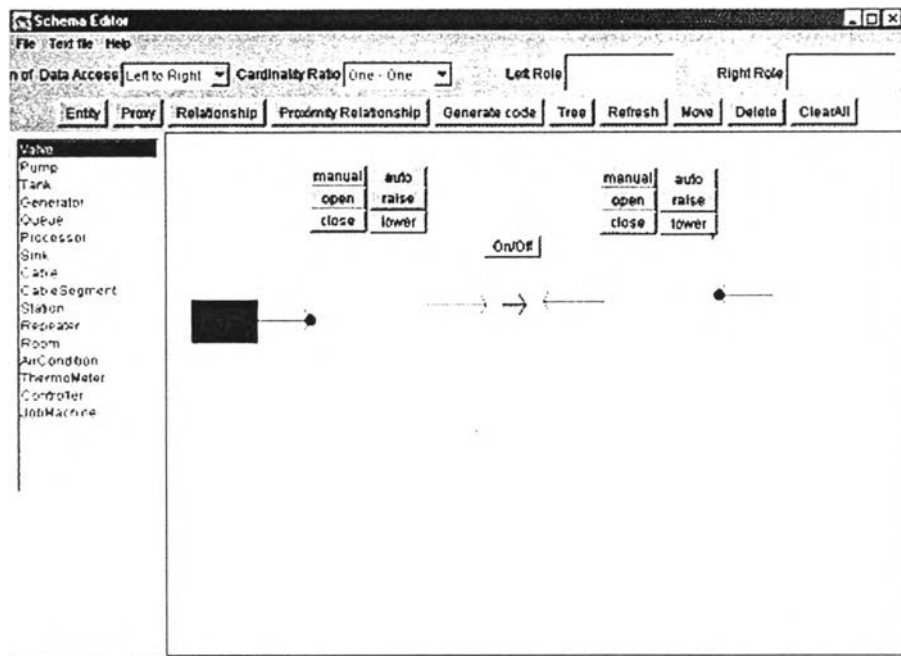 Schema Editor
File Text file Help
n of Data Access Left to Right Cardinality Ratio One - One Left Role Right Role
Entity Proxy Relationship Proximity Relationship Generate code Tree Refresh Move Delete ClearAll
Valve
Pump
Tank
Generator
Queue
Processor
Sink
Cable
CableSegment
Station
Repeater
Room
AirCondition
ThermoMeter
Controller
JobMachine
manual auto
open raise
close lower
On/Off
manual auto
open raise
close lower